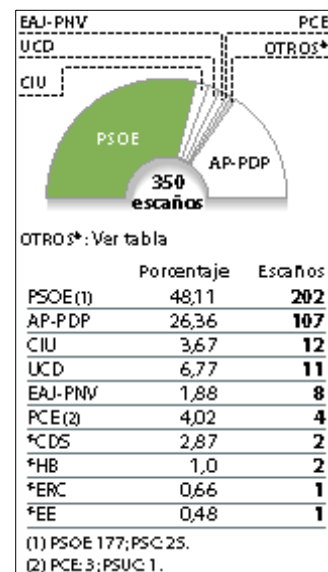 EAJ-PNV PCE
UCD OTROS*
CIU
PSOE
AP-PDP
350
escaños
OTROS*: Ver tabla
Porcentaje Escaños
PSOE (1) 48,11 202
AP-PDP 26,36 107
CIU 3,67 12
UCD 6,77 11
EAJ-PNV 1,88 8
PCE (2) 4,02 4
*CDS 2,87 2
*HB 1,0 2
*ERC 0,66 1
*EE 0,48 1
(1) PSOE: 177; PSC: 25.
(2) PCE: 3; PSUC: 1.